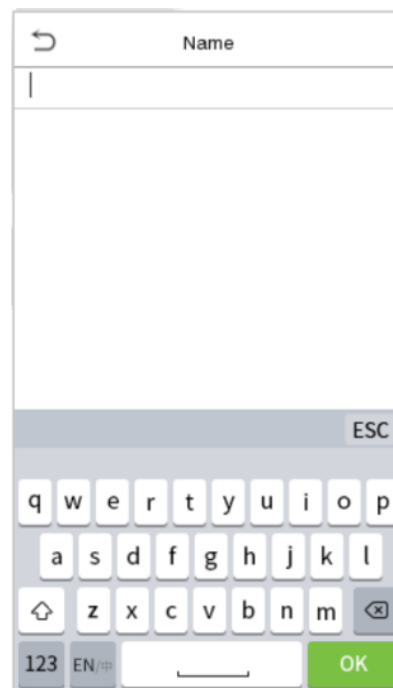 Name
ESC
q w e r t y u i o p
a s d f g h j k l
z x c v b n m
123 EN/中 OK